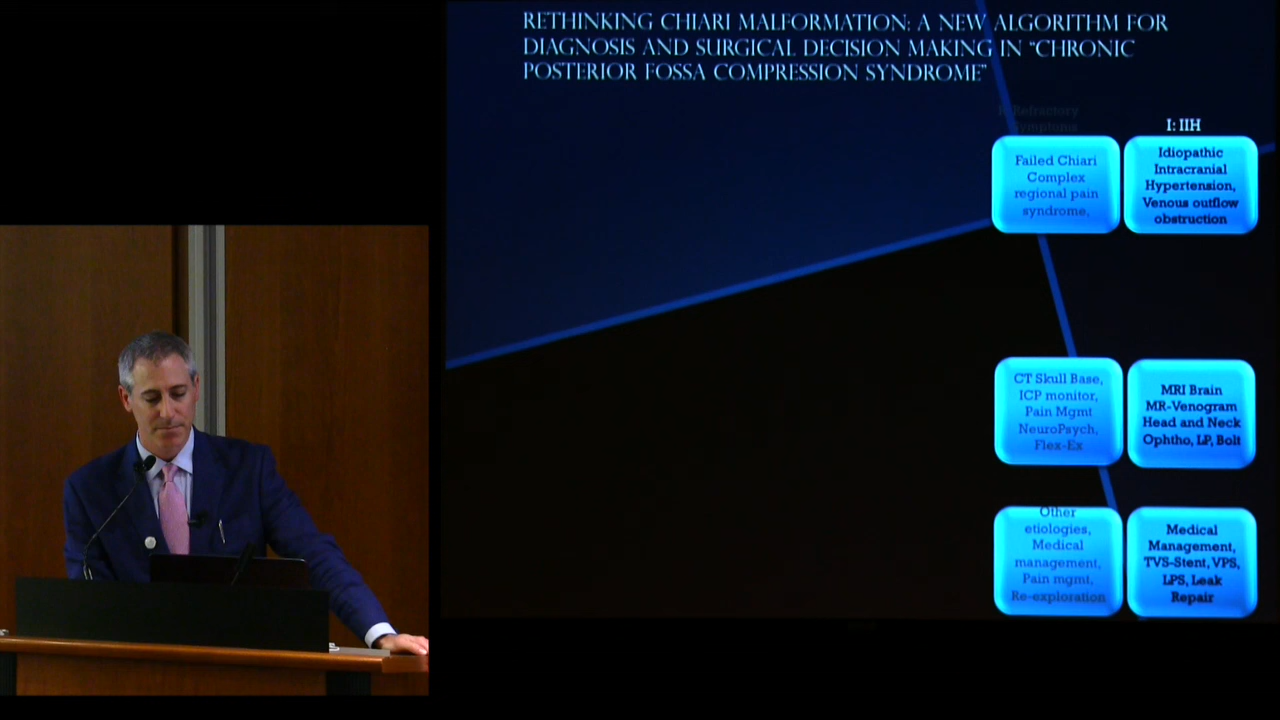 RETHINKING CHIARI MALFORMATION: A NEW ALGORITHM FOR
DIAGNOSIS AND SURGICAL DECISION MAKING IN "CHRONIC
POSTERIOR FOSSA COMPRESSION SYNDROME"
Refractory
Symptoms
Failed Chiari
Complex
regional pain
syndrome,
I: IIH
Idiopathic
Intracranial
Hypertension,
Venous outflow
obstruction
CT Skull Base,
ICP monitor,
Pain Mgmt
NeuroPsych,
Flex-Ex
MRI Brain
MR-Venogram
Head and Neck
Ophtho, LP, Bolt
Other
etiologies,
Medical
management,
Pain mgmt,
Re-exploration
Medical
Management,
TVS-Stent, VPS,
LPS, Leak
Repair